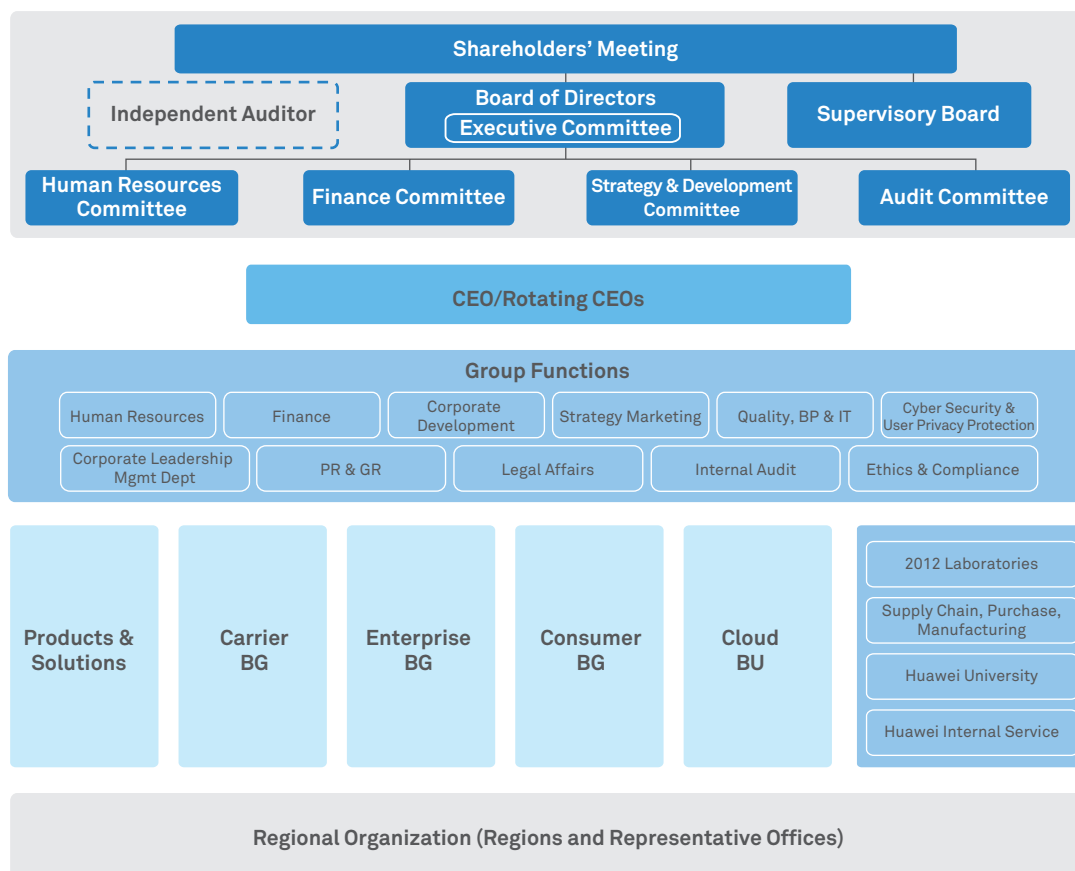 Shareholders’ Meeting
Independent Auditor
Board of Directors
Executive Committee
Supervisory Board
Human Resources
Committee
Finance Committee
Strategy & Development
Committee
Audit Committee
CEO/Rotating CEOs
Group Functions
Human Resources
Finance
Corporate
Development
Strategy Marketing
Quality, BP & IT
Cyber Security &
User Privacy Protection
Corporate Leadership
Mgmt Dept
PR & GR
Legal Affairs
Internal Audit
Ethics & Compliance
Products &
Solutions
Carrier
BG
Enterprise
BG
Consumer
BG
Cloud
BU
2012 Laboratories
Supply Chain, Purchase,
Manufacturing
Huawei University
Huawei Internal Service
Regional Organization (Regions and Representative Offices)